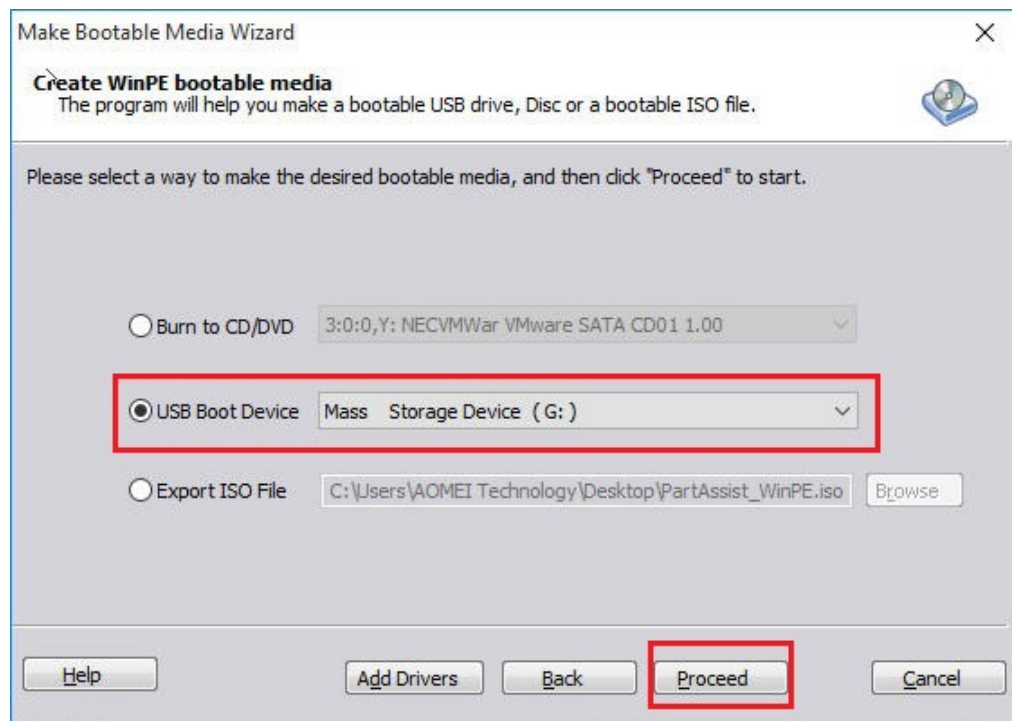 Make Bootable Media Wizard
Create WinPE bootable media
The program will help you make a bootable USB drive, Disc or a bootable ISO file.
Please select a way to make the desired bootable media, and then click "Proceed" to start.
Burn to CD/DVD 3:0:0,Y: NECVMWar VMware SATA CD01 1.00
USB Boot Device Mass Storage Device (G:)
Export ISO File C:\Users\AOMEI Technology\Desktop\PartAssist_WinPE.iso Browse
Help Add Drivers Back Proceed Cancel